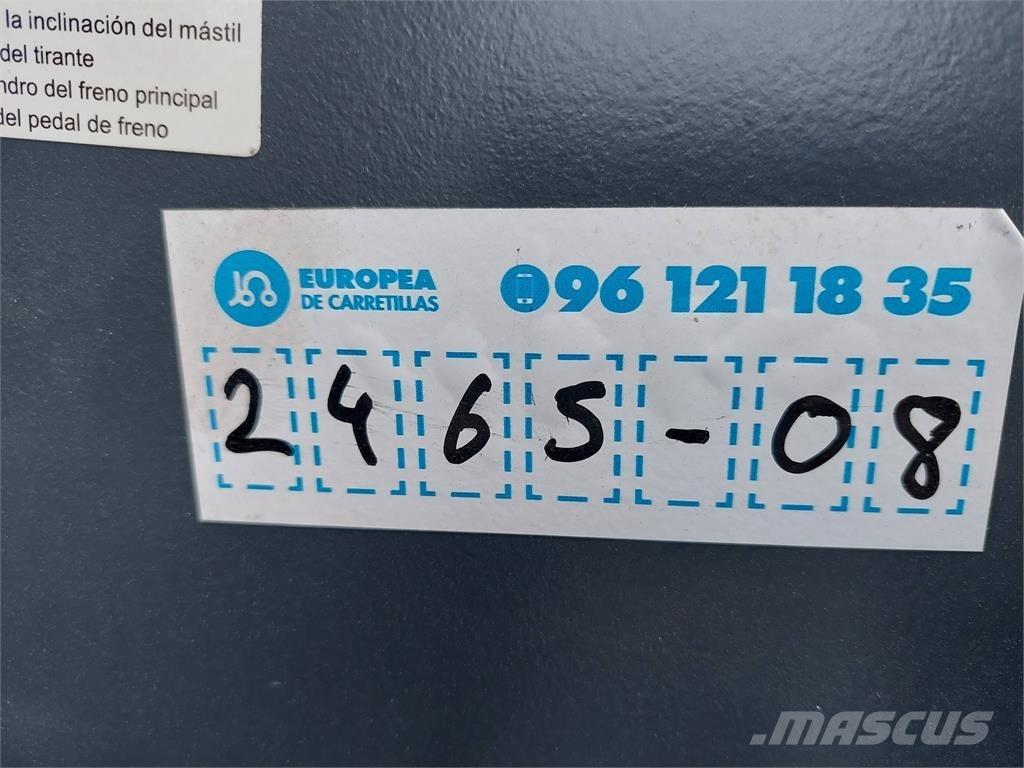 la inclinación del mástil
del tirante
ndro del freno principal
del pedal de freno
EUROPEA
DE CARRETILLAS
96 121 18 35
2465-08
MASCUS